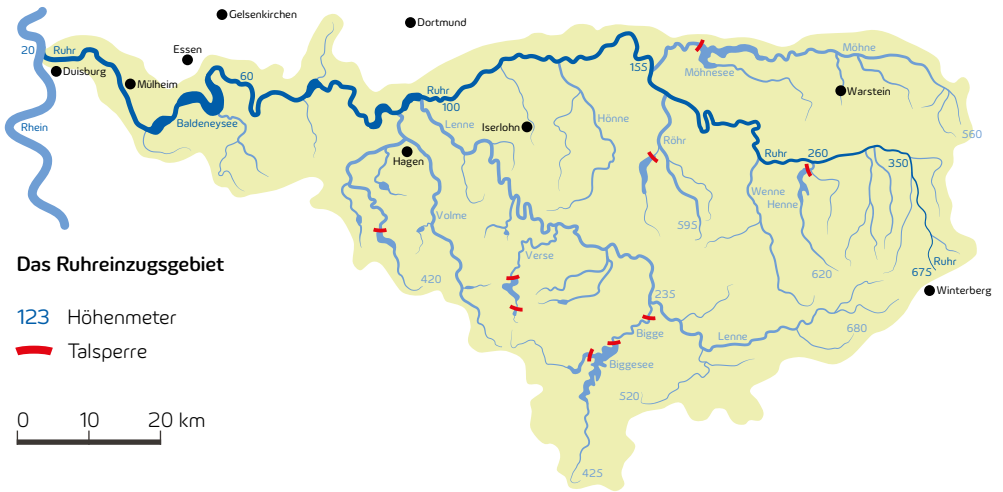 Gelsenkirchen
Dortmund
20
Ruhr
Essen
Duisburg
Mülheim
60
Baldeneysee
Rhein
Ruhr
100
Lenne
Iserlohn
Hagen
Volme
420
155
Möhnesee
Möhne
Warstein
560
Hönne
Röhr
595
Ruhr
260
350
Wenne
Henne
620
Ruhr
675
Winterberg
Verse
235
Bigge
Biggesee
Lenne
680
520
425
Das Ruhreinzugsgebiet
123 Höhenmeter
Talsperre
0 10 20 km